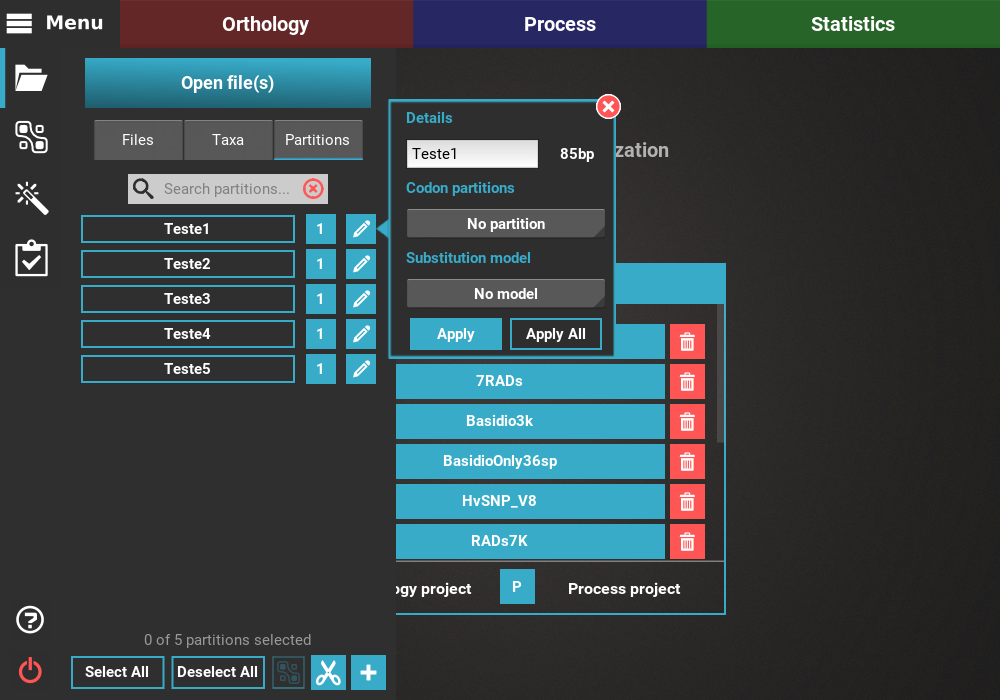 Menu
Orthology
Process
Statistics
Open file(s)
Files
Taxa
Partitions
Search partitions...
Teste1
1
Teste2
1
Teste3
1
Teste4
1
Teste5
1
Details
Teste1
85bp
Codon partitions
No partition
Substitution model
No model
Apply
Apply All
zation
7RADs
Basidio3k
BasidioOnly36sp
HvSNP_V8
RADs7K
ogy project
P
Process project
0 of 5 partitions selected
Select All
Deselect All